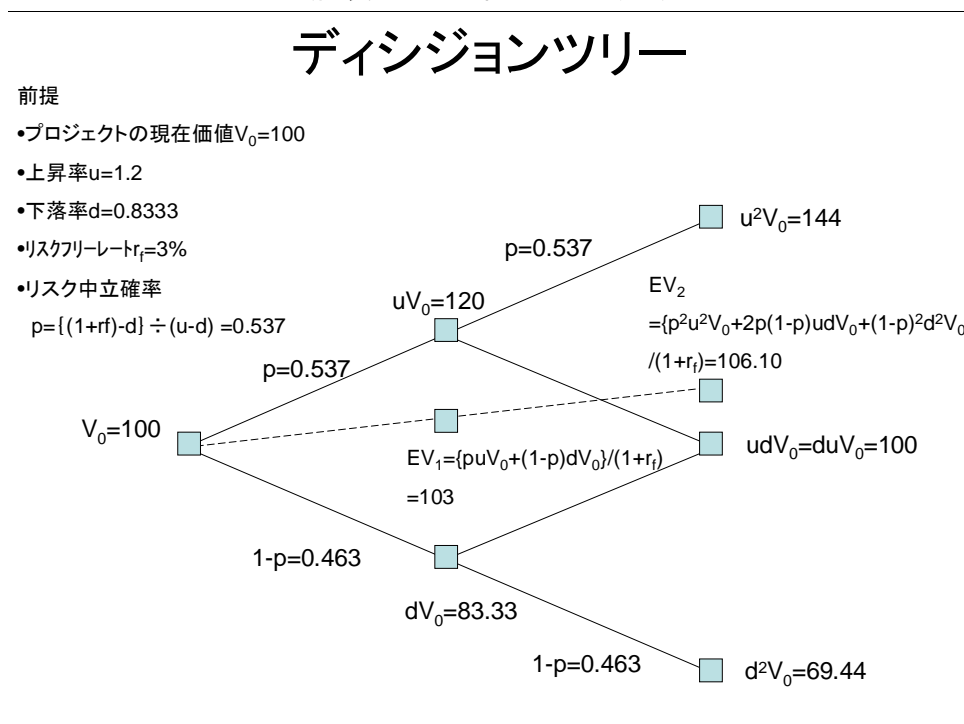 ディシジョンツリー
前提
•プロジェクトの現在価値V₀=100
•上昇率u=1.2
•下落率d=0.8333
•リスクフリーレートr_f=3%
•リスク中立確率
p={(1+rf)-d}÷(u-d) =0.537
u²V₀=144
p=0.537
uV₀=120
EV₂
={p²u²V₀+2p(1-p)udV₀+(1-p)²d²V₀
/(1+r_f)=106.10
p=0.537
V₀=100
udV₀=duV₀=100
EV₁={puV₀+(1-p)dV₀}/(1+r_f)
=103
1-p=0.463
dV₀=83.33
1-p=0.463
d²V₀=69.44